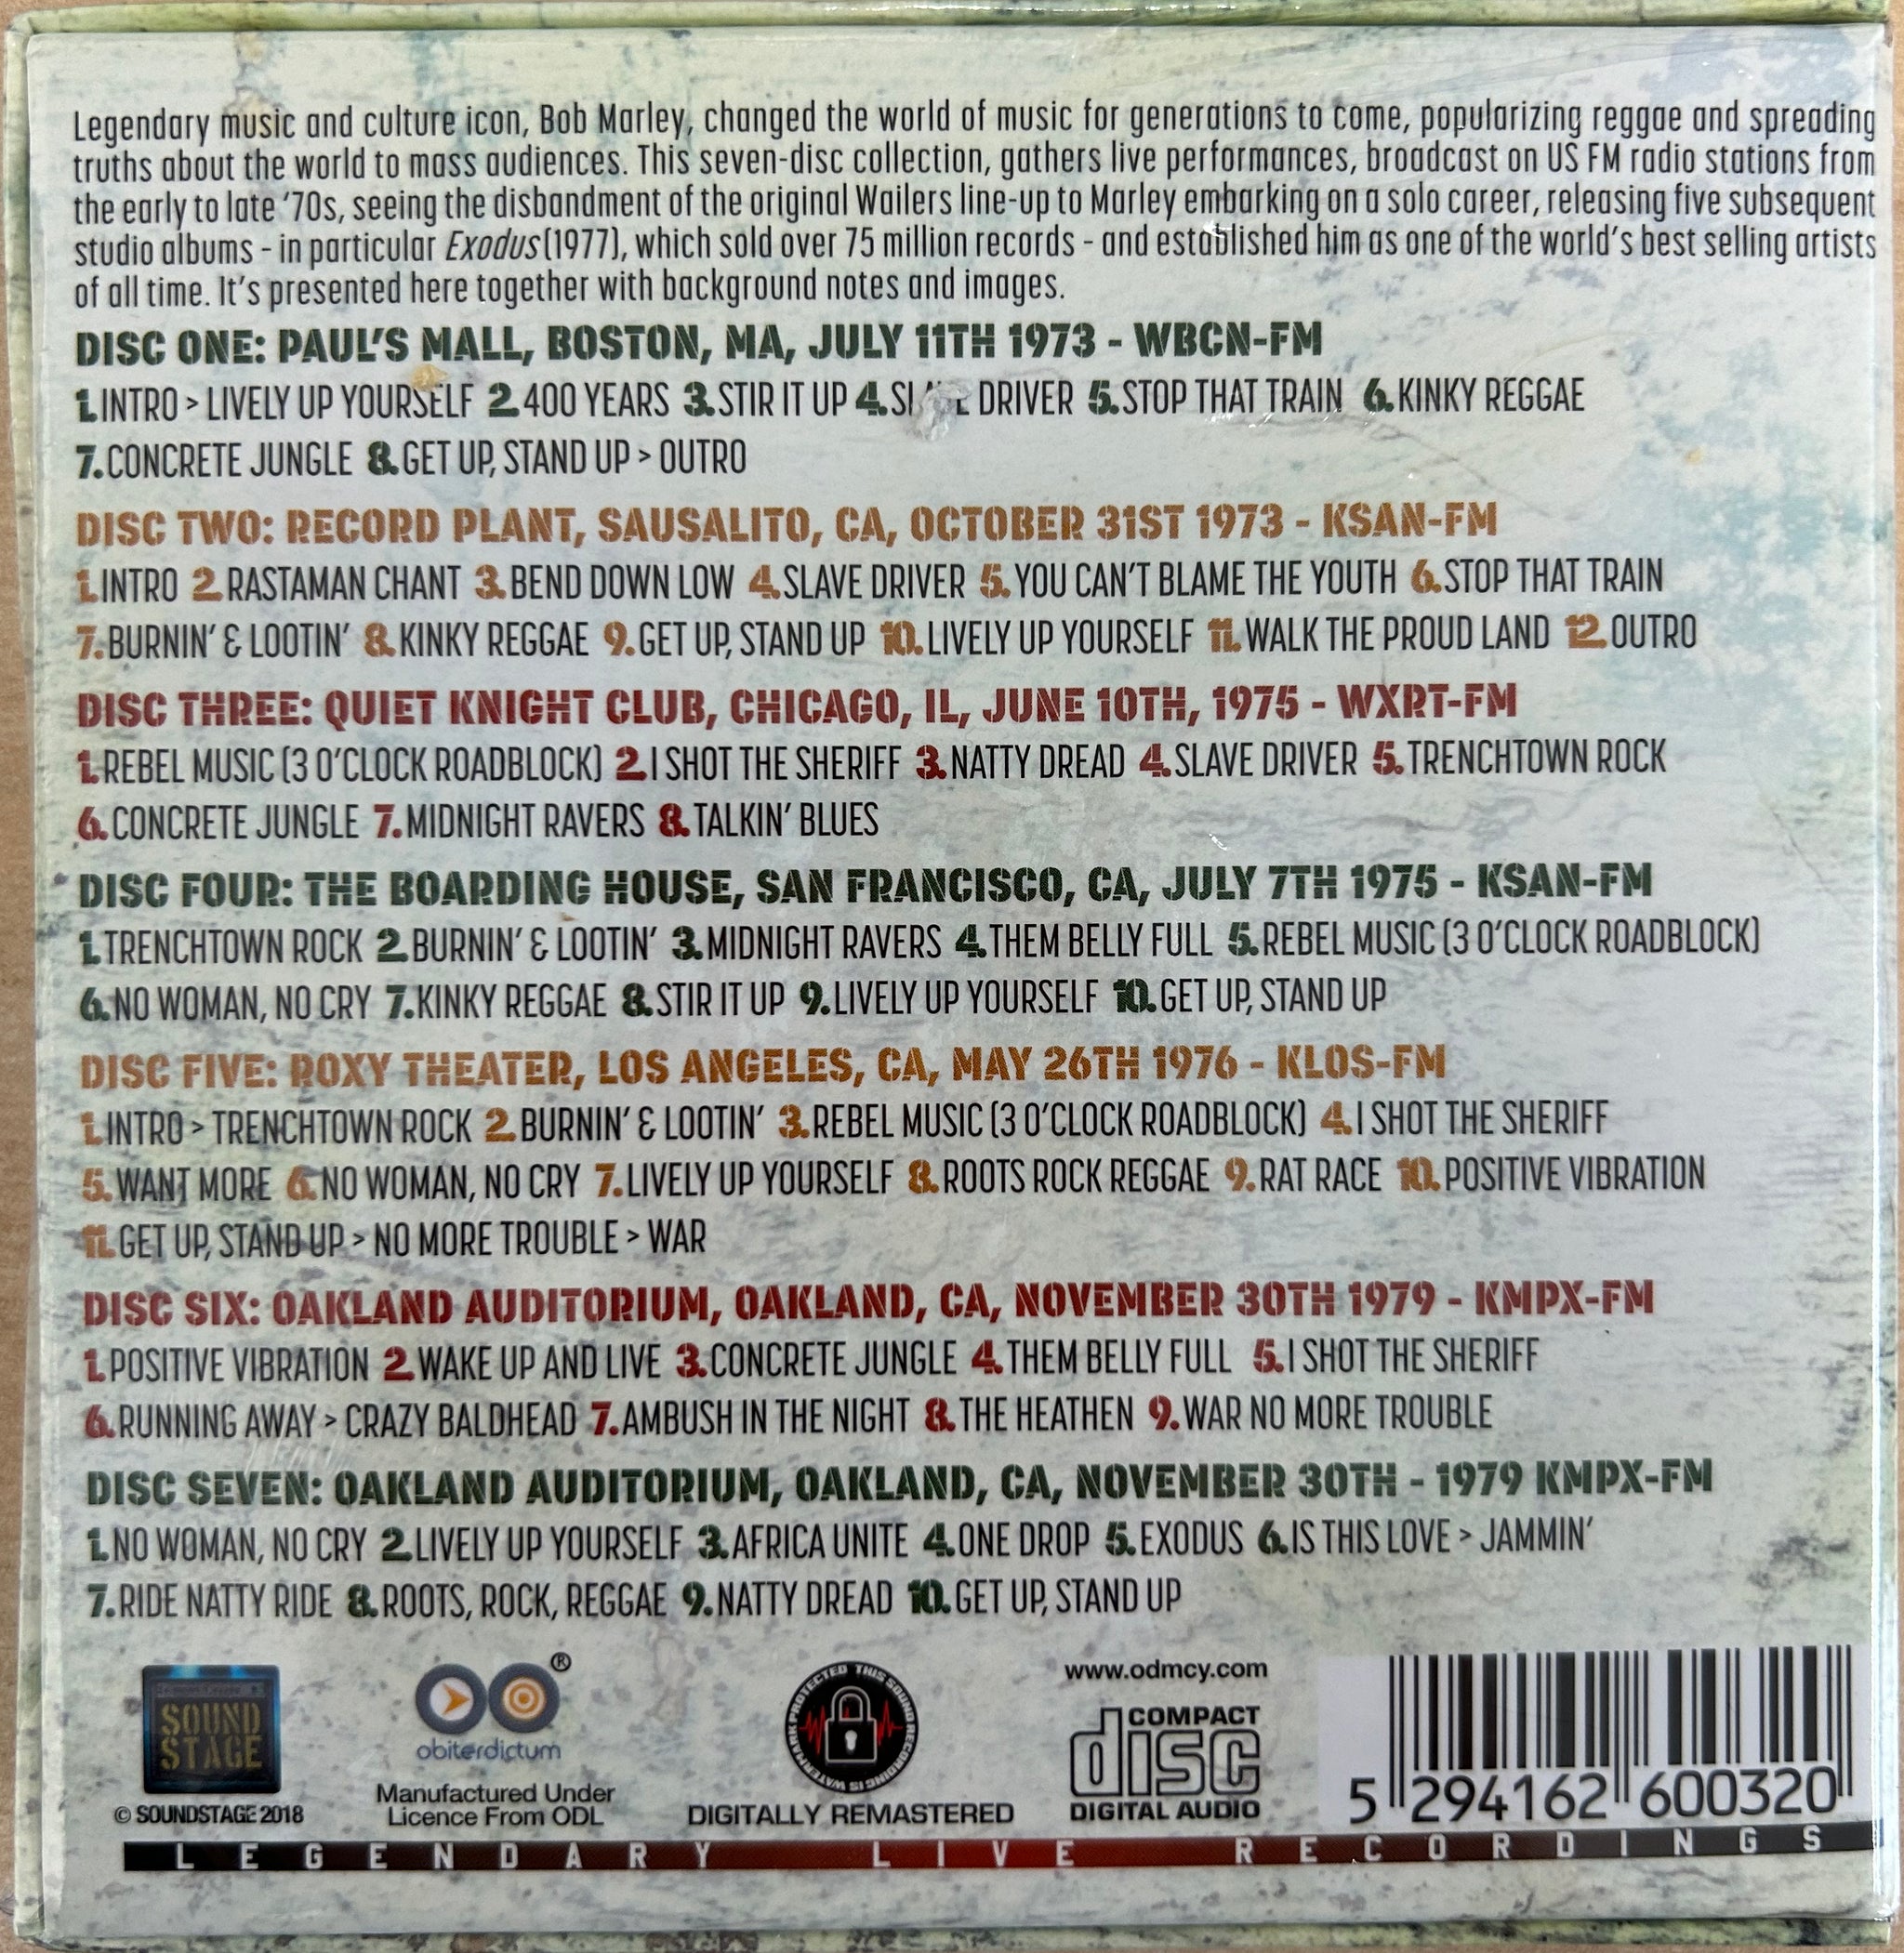 Legendary music and culture icon, Bob Marley, changed the world of music for generations to come, popularizing reggae and spreading
truths about the world to mass audiences. This seven-disc collection, gathers live performances, broadcast on US FM radio stations from
the early to late ‘70s, seeing the disbandment of the original Wailers line-up to Marley embarking on a solo career, releasing five subsequent
studio albums - in particular Exodus(1977), which sold over 75 million records - and established him as one of the world's best selling artists
of all time. It's presented here together with background notes and images.
DISC ONE: PAUL'S MALL, BOSTON, MA, JULY 11TH 1973 - WBCN-FM
1.INTRO > LIVELY UP YOURSELF 2.400 YEARS 3.STIR IT UP 4. DRIVER 5.STOP THAT TRAIN 6.KINKY REGGAE
7.CONCRETE JUNGLE 8.GET UP, STAND UP > OUTRO
DISC TWO: RECORD PLANT, SAUSALITO, CA, OCTOBER 31ST 1973 - KSAN-FM
1.INTRO 2.RASTAMAN CHANT 3.BEND DOWN LOW 4.SLAVE DRIVER 5.YOU CAN'T BLAME THE YOUTH 6.STOP THAT TRAIN
7.BURNIN' & LOOTIN' 8.KINKY REGGAE 9.GET UP, STAND UP 10.LIVELY UP YOURSELF 11.WALK THE PROUD LAND 12.OUTRO
DISC THREE: QUIET KNIGHT CLUB, CHICAGO, IL, JUNE 10TH, 1975 - WXRT-FM
1.REBEL MUSIC (3 O'CLOCK ROADBLOCK) 2.I SHOT THE SHERIFF 3.NATTY DREAD 4.SLAVE DRIVER 5.TRENCHTOWN ROCK
6.CONCRETE JUNGLE 7.MIDNIGHT RAVERS 8.TALKIN' BLUES
DISC FOUR: THE BOARDING HOUSE, SAN FRANCISCO, CA, JULY 7TH 1975 - KSAN-FM
1.TRENCHTOWN ROCK 2.BURNIN' & LOOTIN' 3.MIDNIGHT RAVERS 4.THEM BELLY FULL 5.REBEL MUSIC (3 O'CLOCK ROADBLOCK)
6.NO WOMAN, NO CRY 7.KINKY REGGAE 8.STIR IT UP 9.LIVELY UP YOURSELF 10.GET UP, STAND UP
DISC FIVE: ROXY THEATER, LOS ANGELES, CA, MAY 26TH 1976 - KLOS-FM
1.INTRO > TRENCHTOWN ROCK 2.BURNIN' & LOOTIN' 3.REBEL MUSIC (3 O'CLOCK ROADBLOCK) 4.I SHOT THE SHERIFF
5.WANT MORE 6.NO WOMAN, NO CRY 7.LIVELY UP YOURSELF 8.ROOTS ROCK REGGAE 9.RAT RACE 10.POSITIVE VIBRATION
11.GET UP, STAND UP > NO MORE TROUBLE > WAR
DISC SIX: OAKLAND AUDITORIUM, OAKLAND, CA, NOVEMBER 30TH 1979 - KMPX-FM
1.POSITIVE VIBRATION 2.WAKE UP AND LIVE 3.CONCRETE JUNGLE 4.THEM BELLY FULL 5.I SHOT THE SHERIFF
6.RUNNING AWAY > CRAZY BALDHEAD 7.AMBUSH IN THE NIGHT 8.THE HEATHEN 9.WAR NO MORE TROUBLE
DISC SEVEN: OAKLAND AUDITORIUM, OAKLAND, CA, NOVEMBER 30TH - 1979 KMPX-FM
1.NO WOMAN, NO CRY 2.LIVELY UP YOURSELF 3.AFRICA UNITE 4.ONE DROP 5.EXODUS 6.IS THIS LOVE > JAMMIN'
7.RIDE NATTY RIDE 8.ROOTS, ROCK, REGGAE 9.NATTY DREAD 10.GET UP, STAND UP
SOUND
STAGE
© SOUNDSTAGE 2018
®
obiterdictum
Manufactured Under
Licence From ODL
THIS SOUND RECORDING IS WATERMARK PROTECTED
DIGITALLY REMASTERED
www.odmcy.com
COMPACT
disc
DIGITAL AUDIO
5 294162 600320
LEGENDARY LIVE RECORDINGS